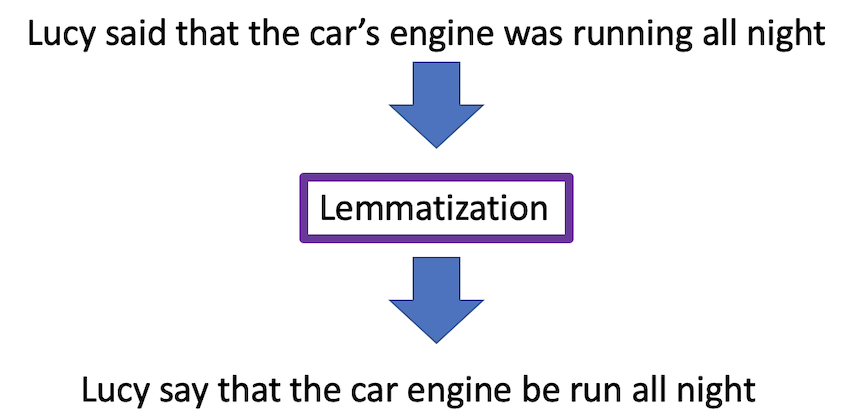 Lucy said that the car’s engine was running all night
Lemmatization
Lucy say that the car engine be run all night